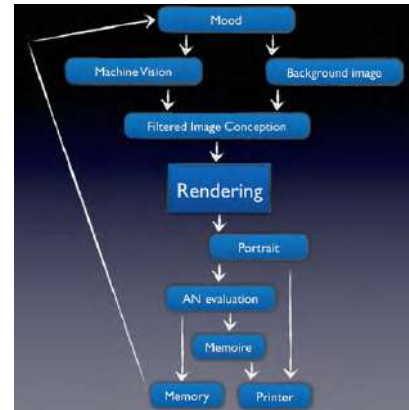 Mood
Machine Vision
Background image
Filtered Image Conception
Rendering
Portrait
AN evaluation
Memoire
Memory
Printer